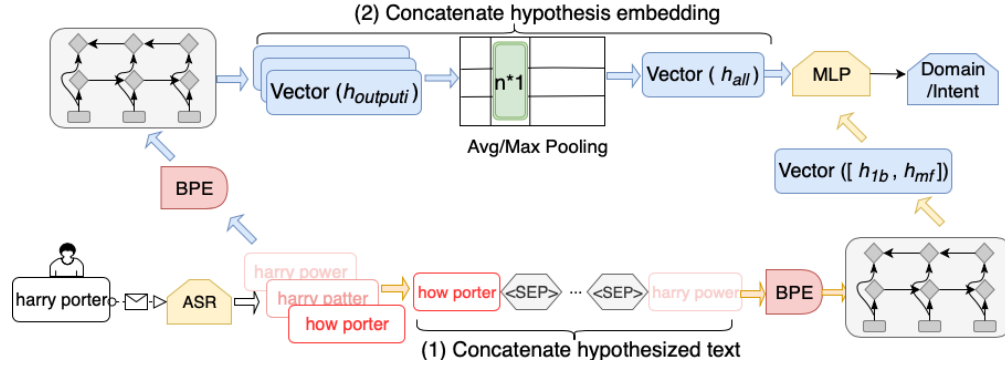 (2) Concatenate hypothesis embedding
Vector (h_outputi)
n*1
Vector ( h_all)
MLP
Domain
/Intent
Avg/Max Pooling
BPE
Vector ([ h_1b , h_mf])
harry porter
ASR
harry power
harry patter
how porter
how porter
<SEP>
...
<SEP>
harry power
BPE
(1) Concatenate hypothesized text